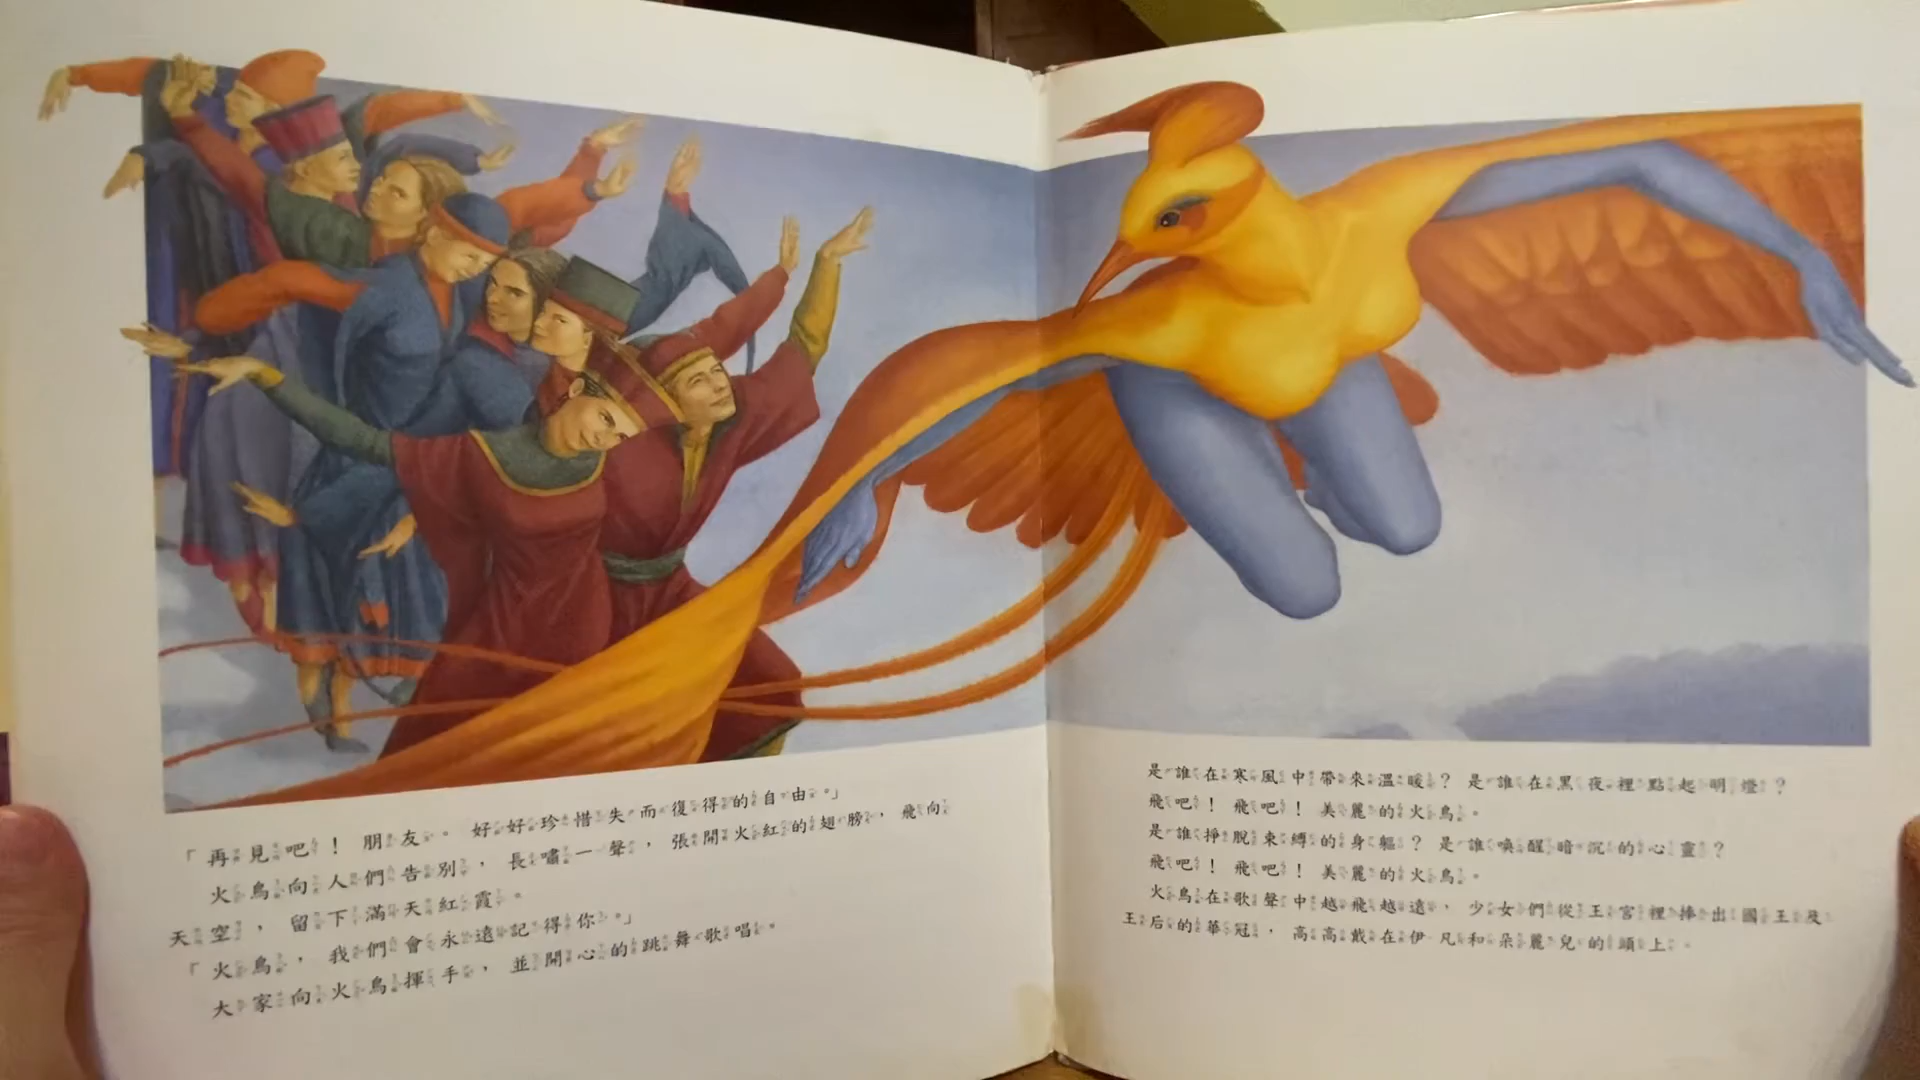 「再見吧！朋友。好好珍惜失而復得的自由。」
火鳥向人們告別，長嘯一聲，張開火紅的翅膀，飛向
天空，留下滿天紅霞。
「火鳥，我們會永遠記得你。」
大家向火鳥揮手，並開心的跳舞歌唱。
是誰在寒風中帶來溫暖？是誰在黑夜裡點起明燈？
飛吧！飛吧！美麗的火鳥。
是誰掙脫束縛的身軀？是誰喚醒暗沉的心靈？
飛吧！飛吧！美麗的火鳥。
火鳥在歌聲中越飛越遠，少女們從王宮裡捧出國王及
王后的華冠，高高戴在伊凡和朵麗兒的頭上。